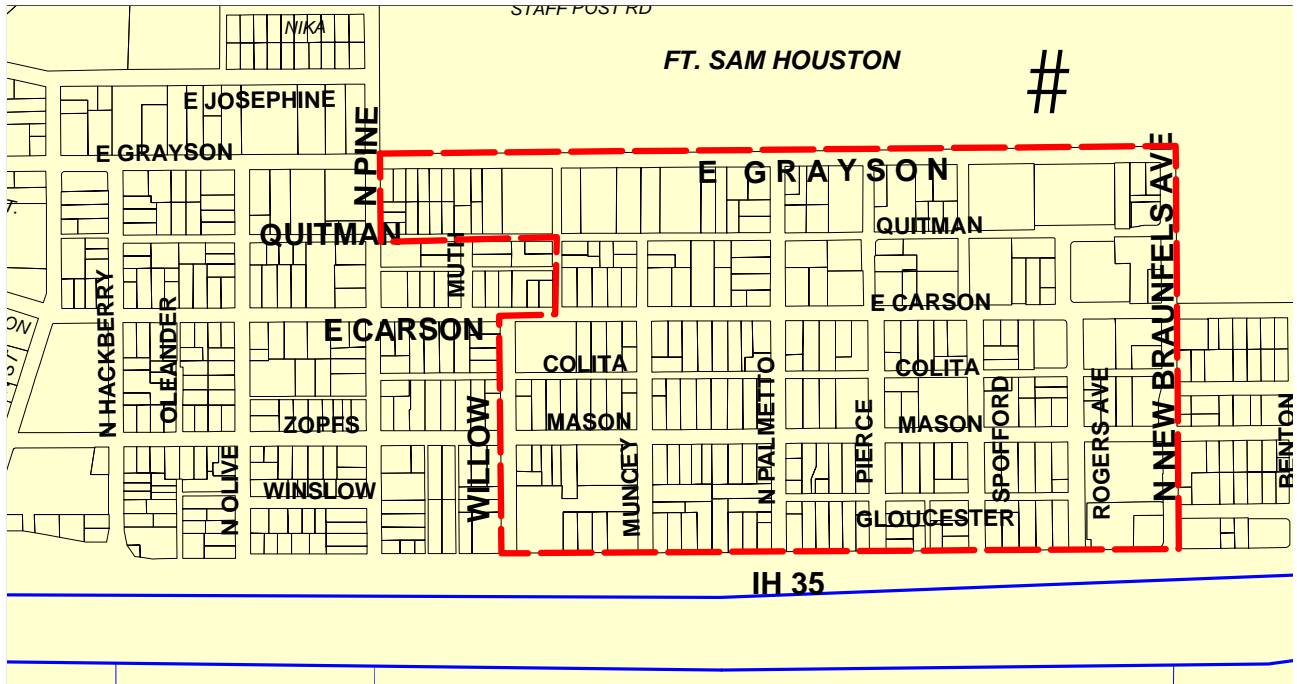 STAFF POST RD
NIKA
FT. SAM HOUSTON
#
E JOSEPHINE
N PINE
E GRAYSON
E GRAYSON
N NEW BRAUNFELS AVE
T.
QUITMAN
QUITMAN
MUTH
N HACKBERRY
OLEANDER
E CARSON
E CARSON
ON
COLITA
COLITA
WILLOW
N PALMETTO
SPOFFORD
ROGERS AVE
PIERCE
BENTON
ZOPFS
MASON
MASON
MUNCEY
N OLIVE
WINSLOW
GLOUCESTER
IH 35